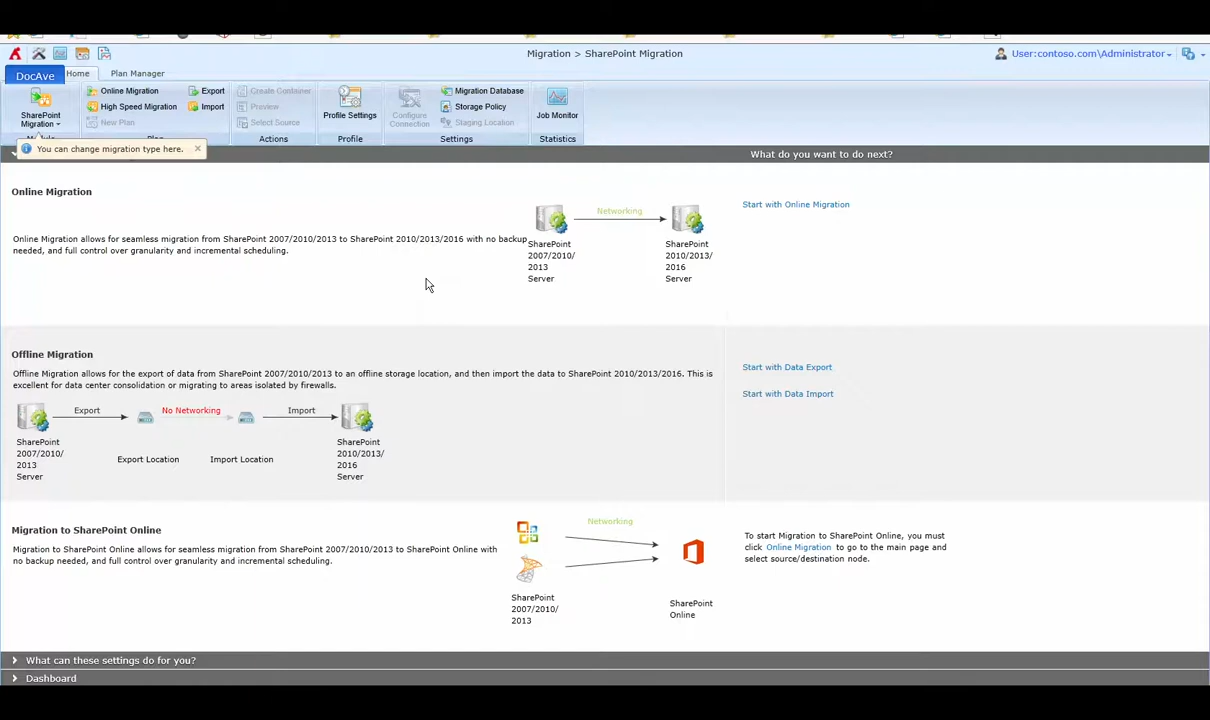 Migration > SharePoint Migration
User:contoso.com\Administrator
DocAve
Home
Plan Manager
SharePoint
Migration
Online Migration
High Speed Migration
New Plan
Export
Import
Plan
Create Container
Preview
Select Source
Actions
Profile Settings
Profile
Configure
Connection
Migration Database
Storage Policy
Staging Location
Settings
Job Monitor
Statistics
You can change migration type here.
What do you want to do next?
Online Migration
Online Migration allows for seamless migration from SharePoint 2007/2010/2013 to SharePoint 2010/2013/2016 with no backup
needed, and full control over granularity and incremental scheduling.
Networking
SharePoint
2007/2010/
2013
Server
SharePoint
2010/2013/
2016
Server
Start with Online Migration
Offline Migration
Offline Migration allows for the export of data from SharePoint 2007/2010/2013 to an offline storage location, and then import the data to SharePoint 2010/2013/2016. This is
excellent for data center consolidation or migrating to areas isolated by firewalls.
Export
No Networking
Import
SharePoint
2007/2010/
2013
Server
Export Location
Import Location
SharePoint
2010/2013/
2016
Server
Start with Data Export
Start with Data Import
Migration to SharePoint Online
Migration to SharePoint Online allows for seamless migration from SharePoint 2007/2010/2013 to SharePoint Online with
no backup needed, and full control over granularity and incremental scheduling.
Networking
SharePoint
2007/2010/
2013
SharePoint
Online
To start Migration to SharePoint Online, you must
click Online Migration to go to the main page and
select source/destination node.
What can these settings do for you?
Dashboard